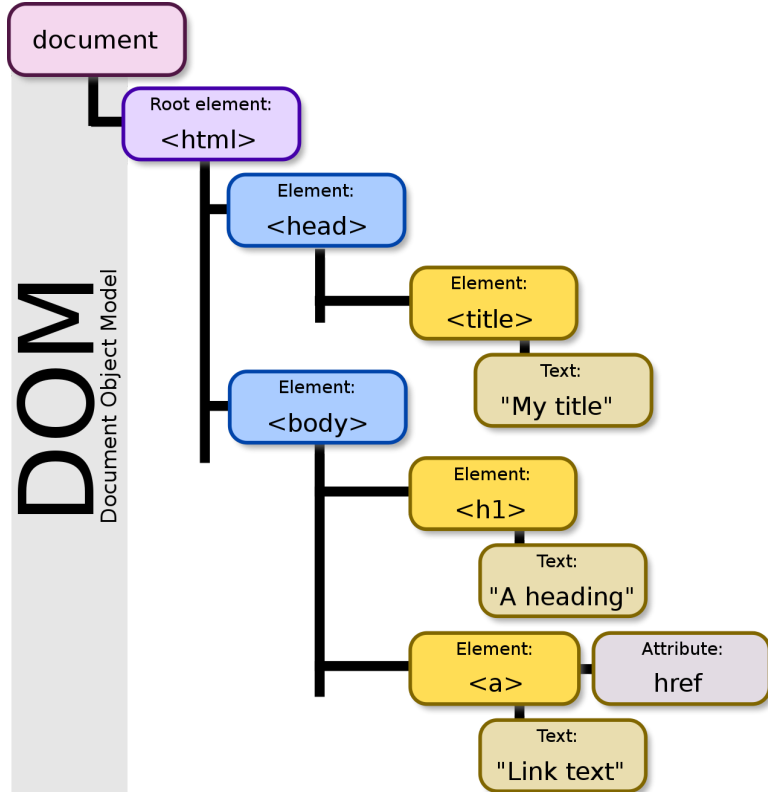 document
Root element:
<html>
Element:
<head>
Element:
<title>
Text:
"My title"
Element:
<body>
Element:
<h1>
Text:
"A heading"
Element:
<a>
Attribute:
href
Text:
"Link text"
DOM
Document Object Model